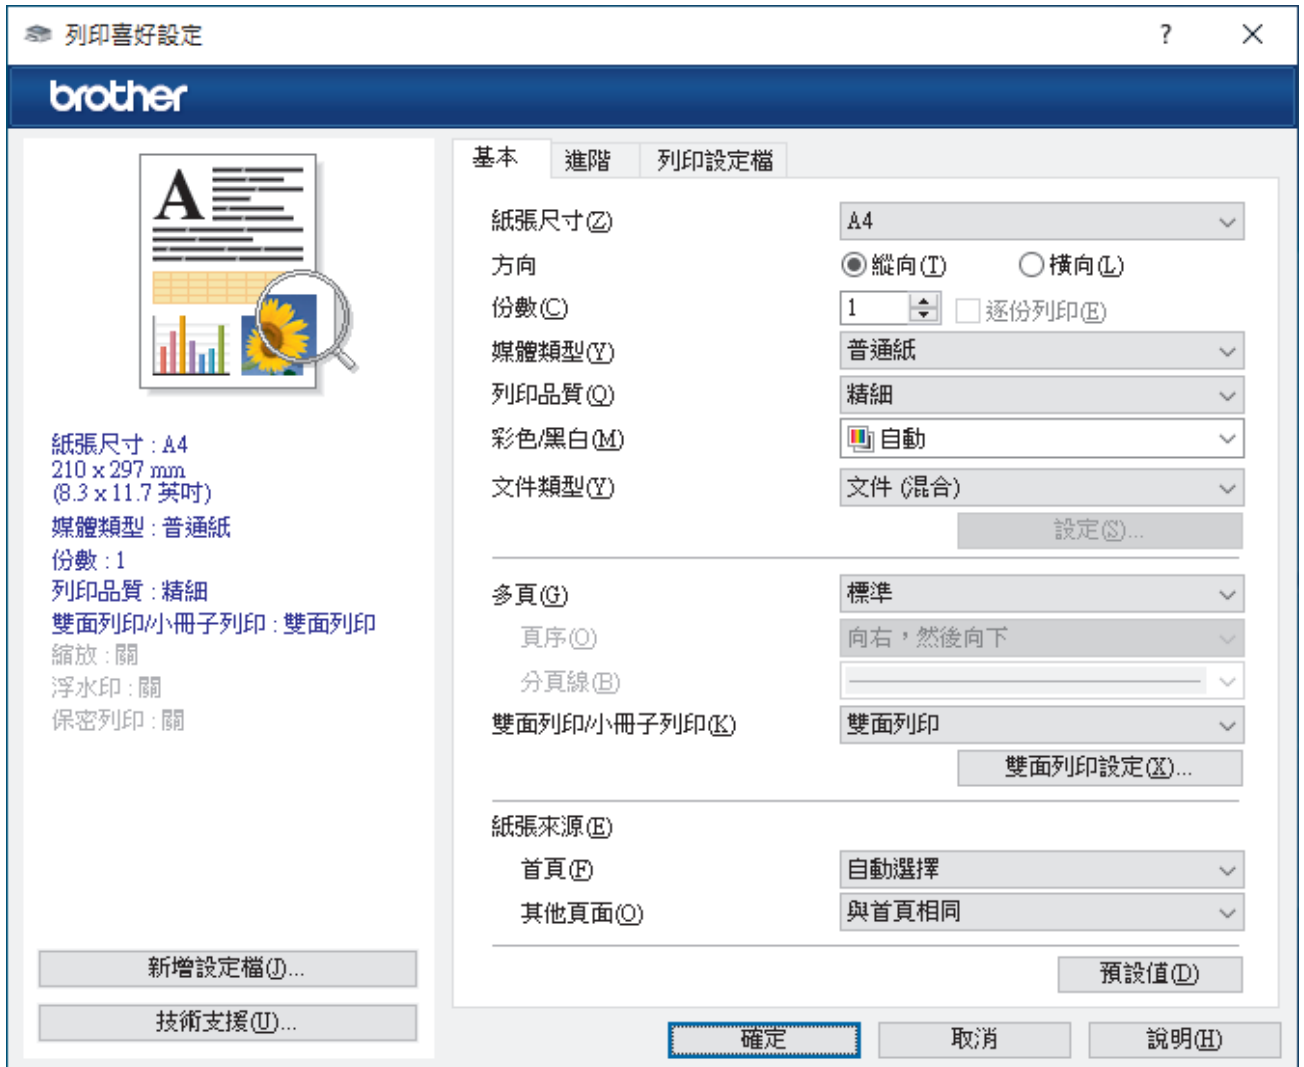 列印喜好設定
?
brother
A
紙張尺寸 : A4
210 x 297 mm
(8.3 x 11.7 英吋)
媒體類型 : 普通紙
份數 : 1
列印品質 : 精細
雙面列印/小冊子列印 : 雙面列印
縮放 : 關
浮水印 : 關
保密列印 : 關
新增設定檔(J)...
技術支援(U)...
基本 進階 列印設定檔
紙張尺寸(Z) A4
方向 縱向(T) 橫向(L)
份數(C) 1 逐份列印(E)
媒體類型(Y) 普通紙
列印品質(Q) 精細
彩色/黑白(M) 自動
文件類型(Y) 文件 (混合)
設定(S)...
多頁(G) 標準
頁序(O) 向右，然後向下
分頁線(B)
雙面列印/小冊子列印(K) 雙面列印
雙面列印設定(X)...
紙張來源(E)
首頁(F) 自動選擇
其他頁面(O) 與首頁相同
預設值(D)
確定 取消 說明(H)